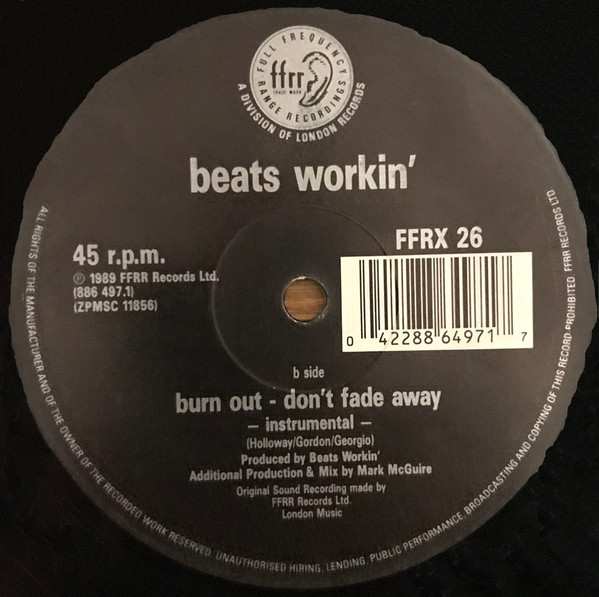 FULL FREQUENCY
ffrr
TRADE MARK
RANGE RECORDINGS
A DIVISION OF LONDON RECORDS
beats workin'
45 r.p.m.
℗ 1989 FFRR Records Ltd.
(886 497.1)
(ZPMSC 11856)
FFRX 26
0 42288 64971 7
b side
burn out - don't fade away
– instrumental –
(Holloway/Gordon/Georgio)
Produced by Beats Workin'
Additional Production & Mix by Mark McGuire
Original Sound Recording made by
FFRR Records Ltd.
London Music
ALL RIGHTS OF THE MANUFACTURER AND OF THE OWNER OF THE RECORDED WORK RESERVED. UNAUTHORISED HIRING, LENDING, PUBLIC PERFORMANCE, BROADCASTING AND COPYING OF THIS RECORD PROHIBITED. FFRR RECORDS LTD.